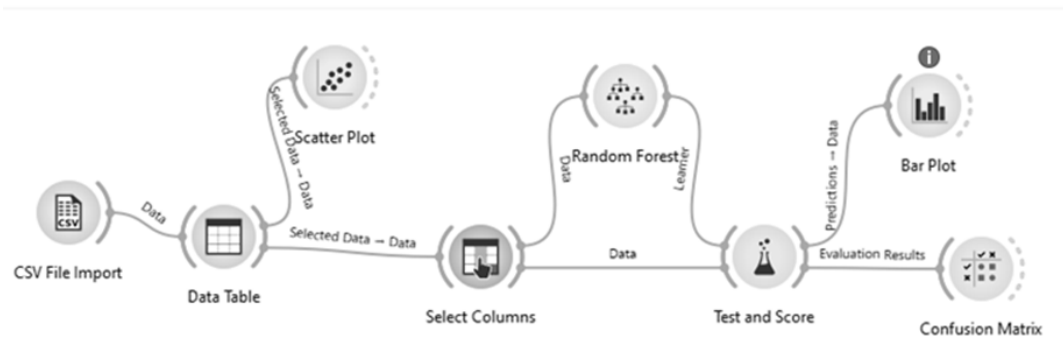 Scatter Plot
Selected Data → Data
Random Forest
Data
Learner
i
Bar Plot
Predictions → Data
CSV
CSV File Import
Data
Data Table
Selected Data → Data
Select Columns
Data
Test and Score
Evaluation Results
Confusion Matrix